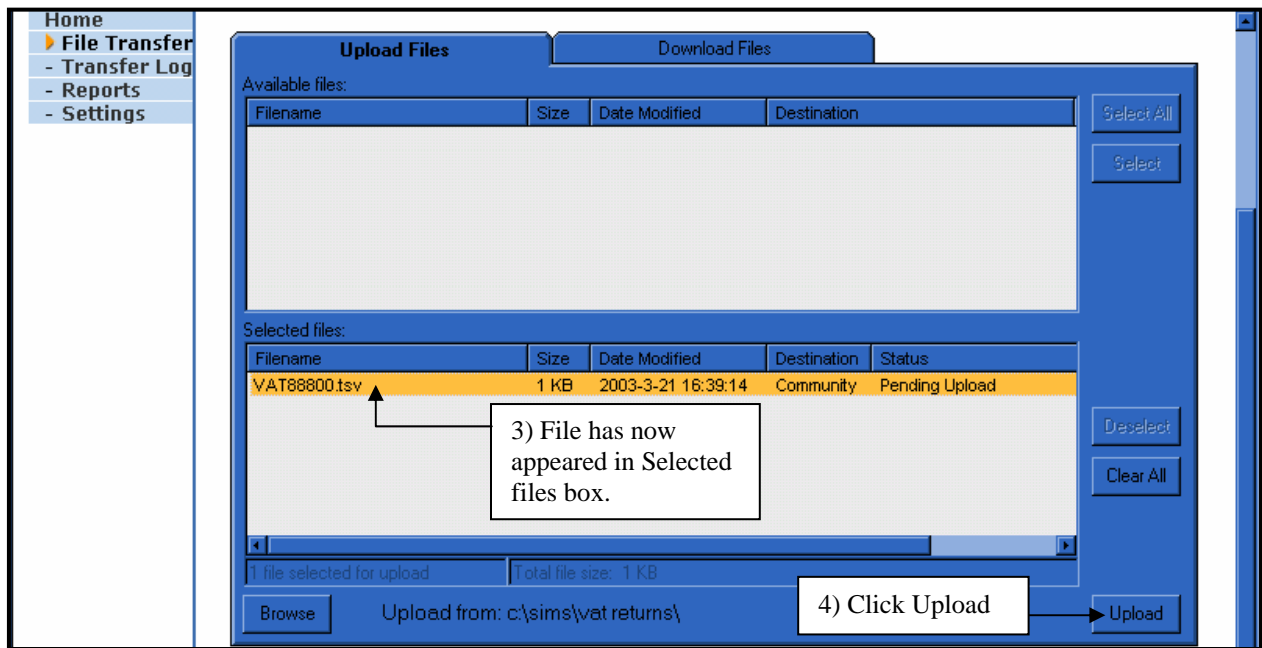 Home
File Transfer
- Transfer Log
- Reports
- Settings
Upload Files
Download Files
Available files:
Filename Size Date Modified Destination
Select All
Select
Selected files:
Filename Size Date Modified Destination Status
VAT88800.tsv 1 KB 2003-3-21 16:39:14 Community Pending Upload
3) File has now
appeared in Selected
files box.
Deselect
Clear All
1 file selected for upload Total file size: 1 KB
Browse Upload from: c:\sims\vat returns\
4) Click Upload
Upload